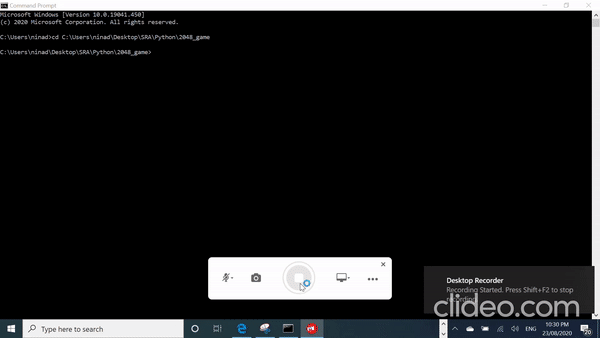 Command Prompt
Microsoft Windows [Version 10.0.19041.450]
(c) 2020 Microsoft Corporation. All rights reserved.
C:\Users\ninad>cd C:\Users\ninad\Desktop\SRA\Python\2048_game
C:\Users\ninad\Desktop\SRA\Python\2048_game>
Desktop Recorder
Recording Started. Press Shift+F2 to stop
recording.
clideo.com
Type here to search
ENG
10:30 PM
23/08/2020
20